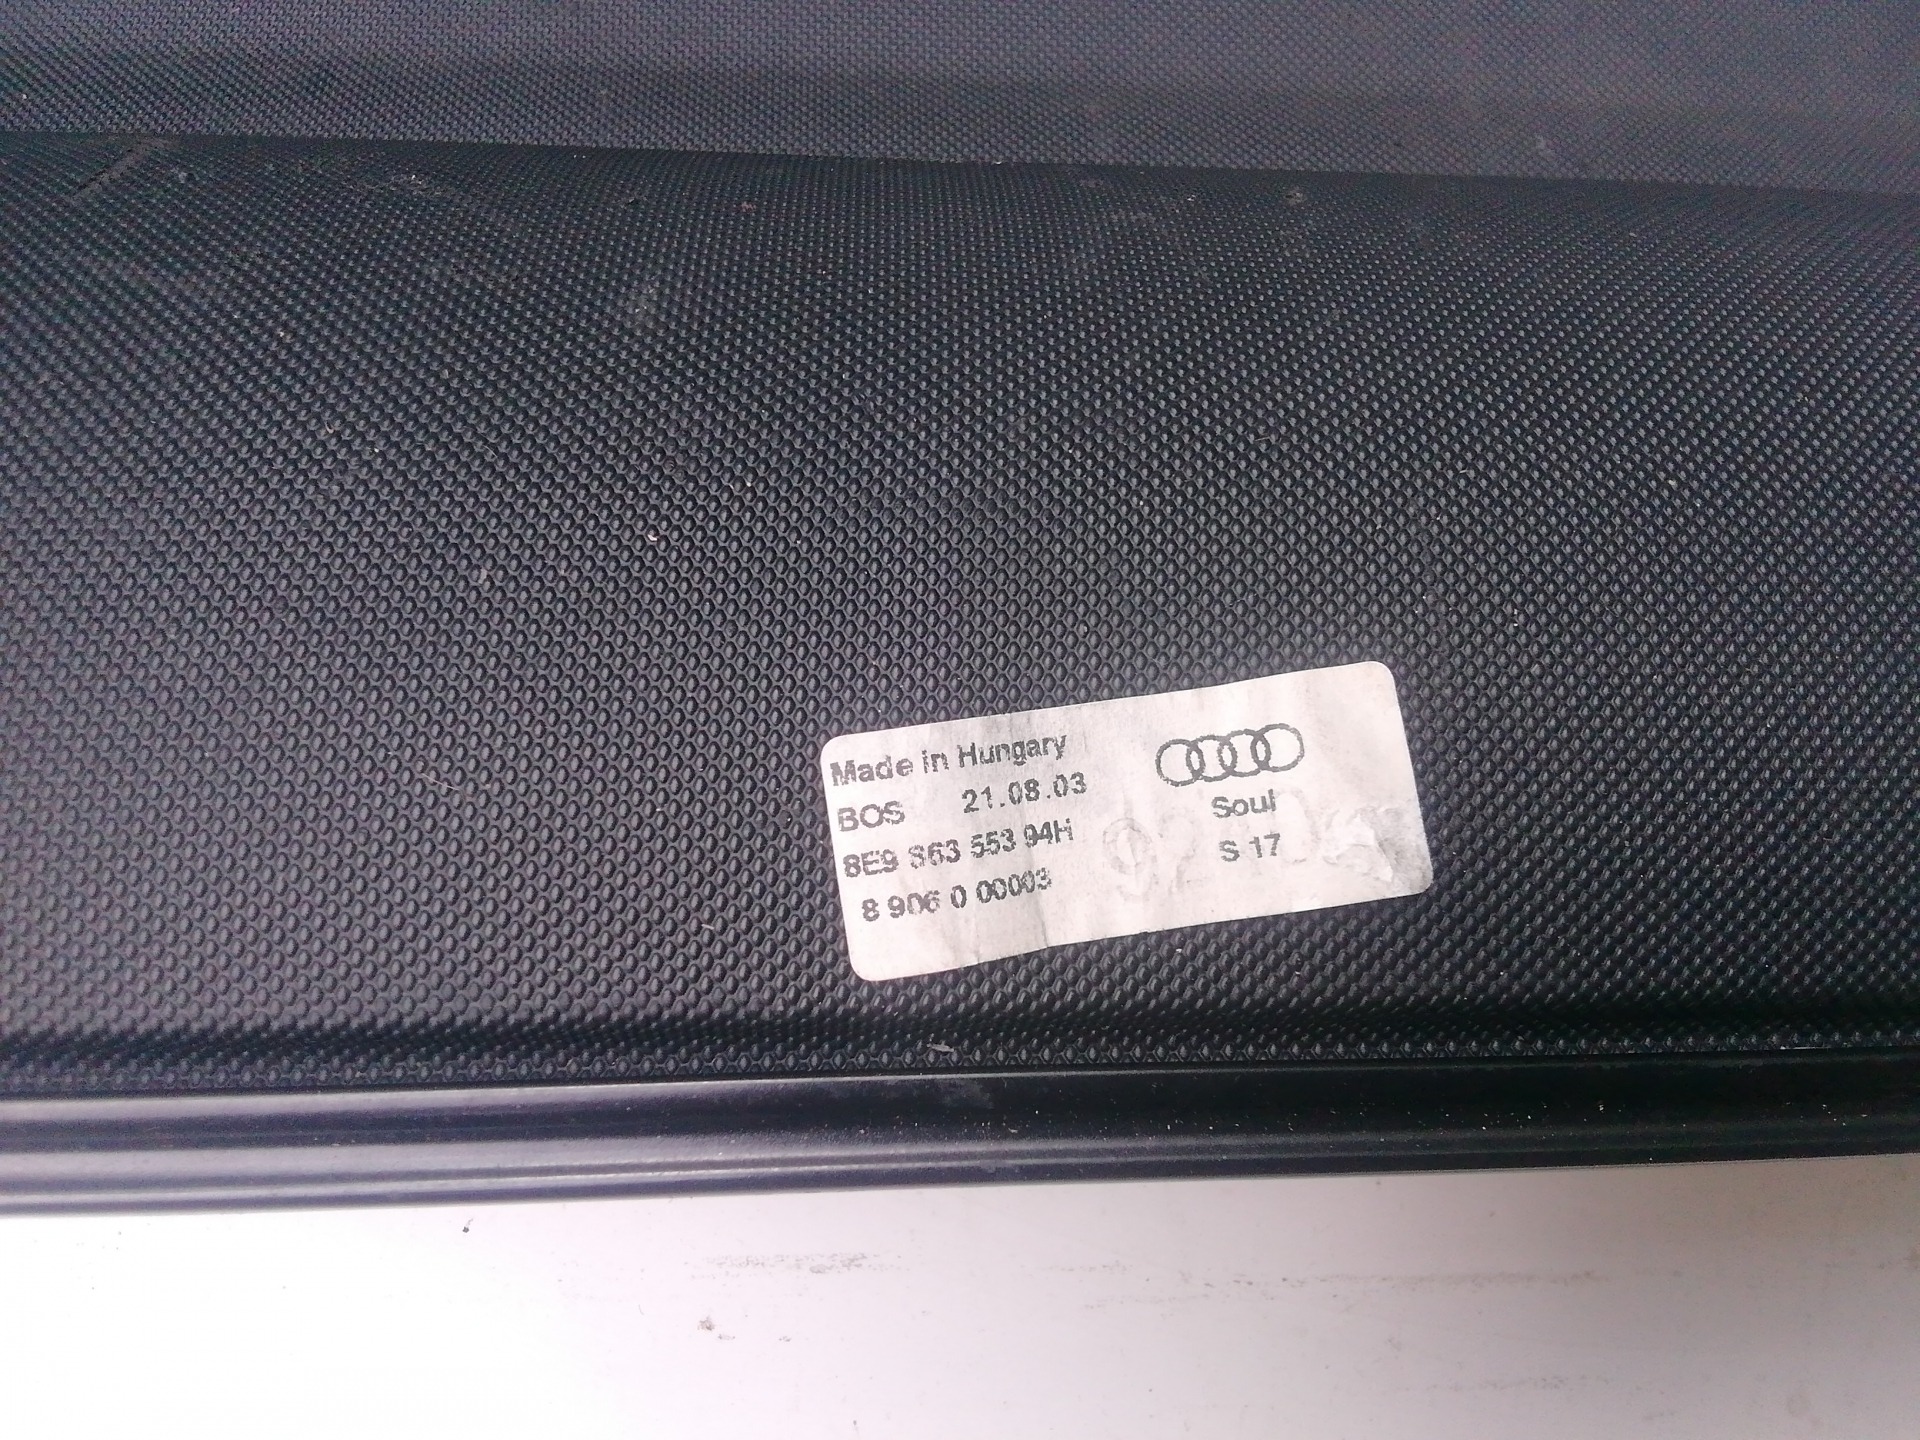 Made in Hungary
BOS 21.08.03
8E9 863 553 94H
8 906 0 00003
Soul
S 17